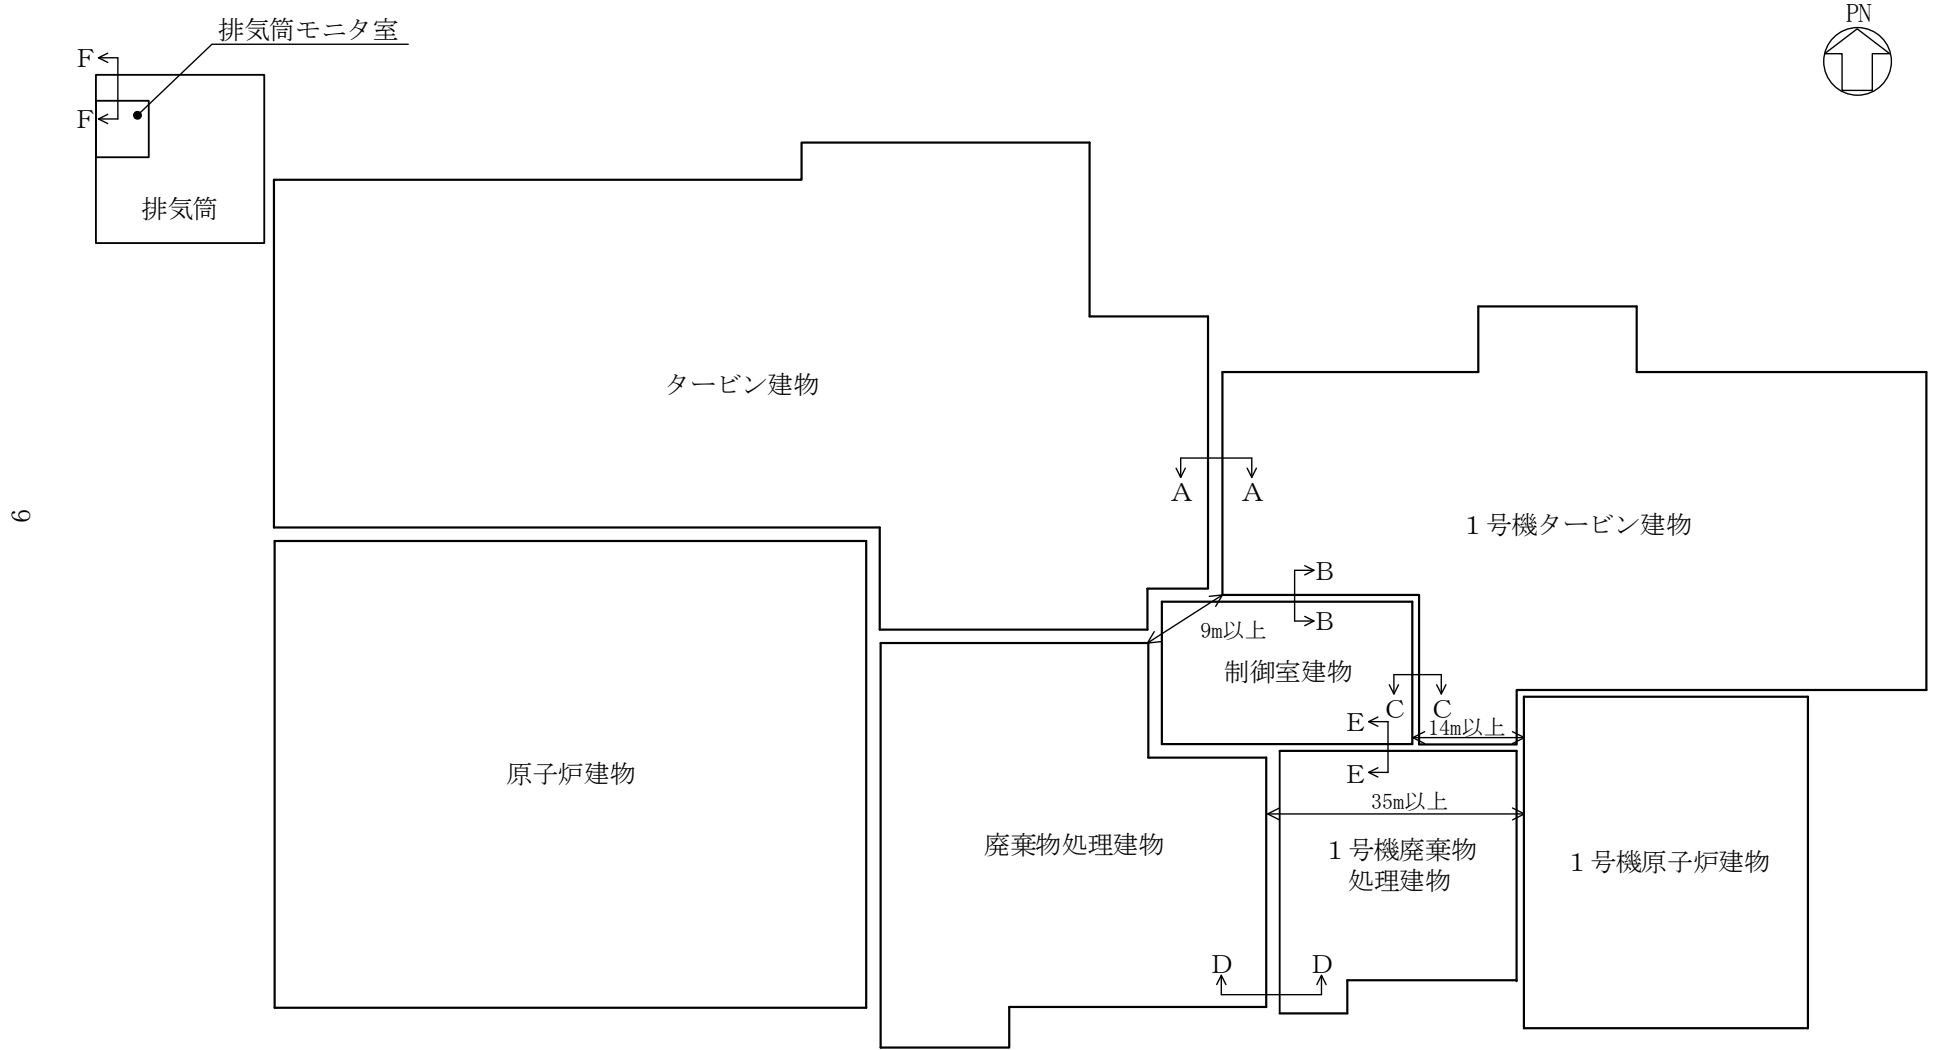 PN
排気筒モニタ室
F
F
排気筒
タービン建物
A
A
1号機タービン建物
B
B
9m以上
制御室建物
C
C
E
14m以上
E
原子炉建物
35m以上
廃棄物処理建物
1号機廃棄物
処理建物
1号機原子炉建物
D
D
9